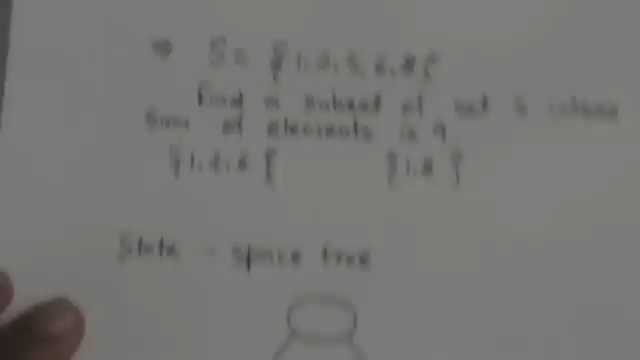 ⇒ S = {1,2,5,6,8}
Find a subset of set S whose
Sum of elements is 9
{1,2,6} {1,8}
State - space tree